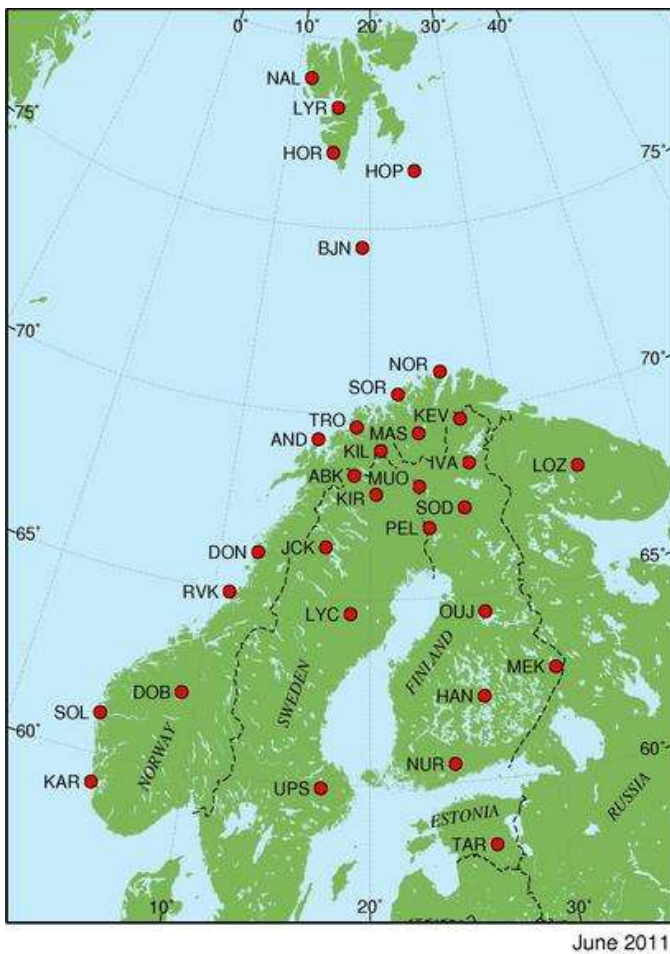 0° 10° 20° 30° 40°
NAL
75°
LYR
HOR
75°
HOP
BJN
70°
70°
NOR
SOR
KEV
TRO
MAS
AND
KIL
IVA
LOZ
ABK
MUO
KIR
SOD
PEL
65°
DON
JCK
65°
RVK
LYC
OUJ
FINLAND
MEK
SWEDEN
DOB
HAN
SOL
60°
NORWAY
60°
NUR
KAR
UPS
RUSSIA
ESTONIA
TAR
10° 20° 30°
June 2011